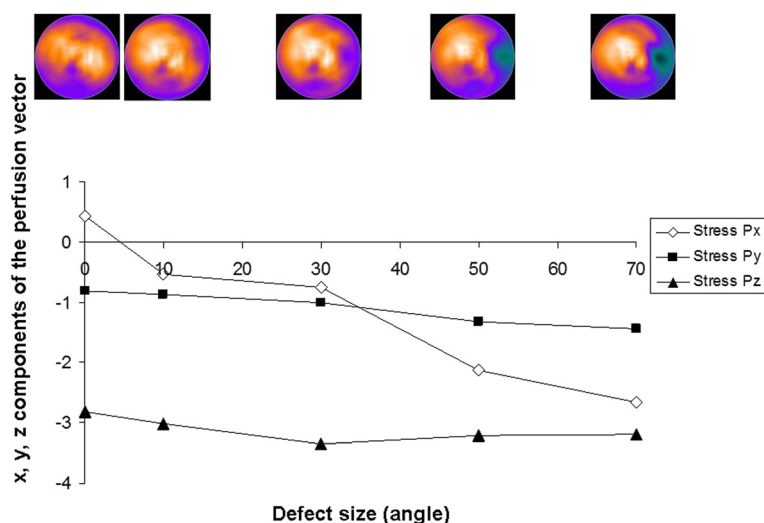 x, y, z components of the perfusion vector
1
0
-1
-2
-3
-4
0 10 20 30 40 50 60 70
Defect size (angle)
Stress Px
Stress Py
Stress Pz